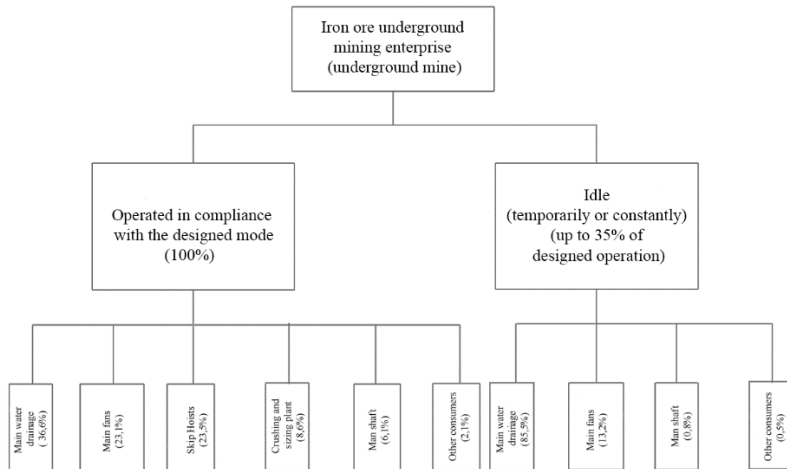 Iron ore underground
mining enterprise
(underground mine)
Operated in compliance
with the designed mode
(100%)
Idle
(temporarily or constantly)
(up to 35% of
designed operation)
Main water
drainage
( 36,6%)
Main fans
(23,1%)
Skip Hoists
(23,5%)
Crushing and
sizing plant
(8,6%)
Man shaft
(6,1%)
Other consumers
(2,1%)
Main water
drainage
(85,5%)
Main fans
(13,2%)
Man shaft
(0,8%)
Other consumers
(0,5%)